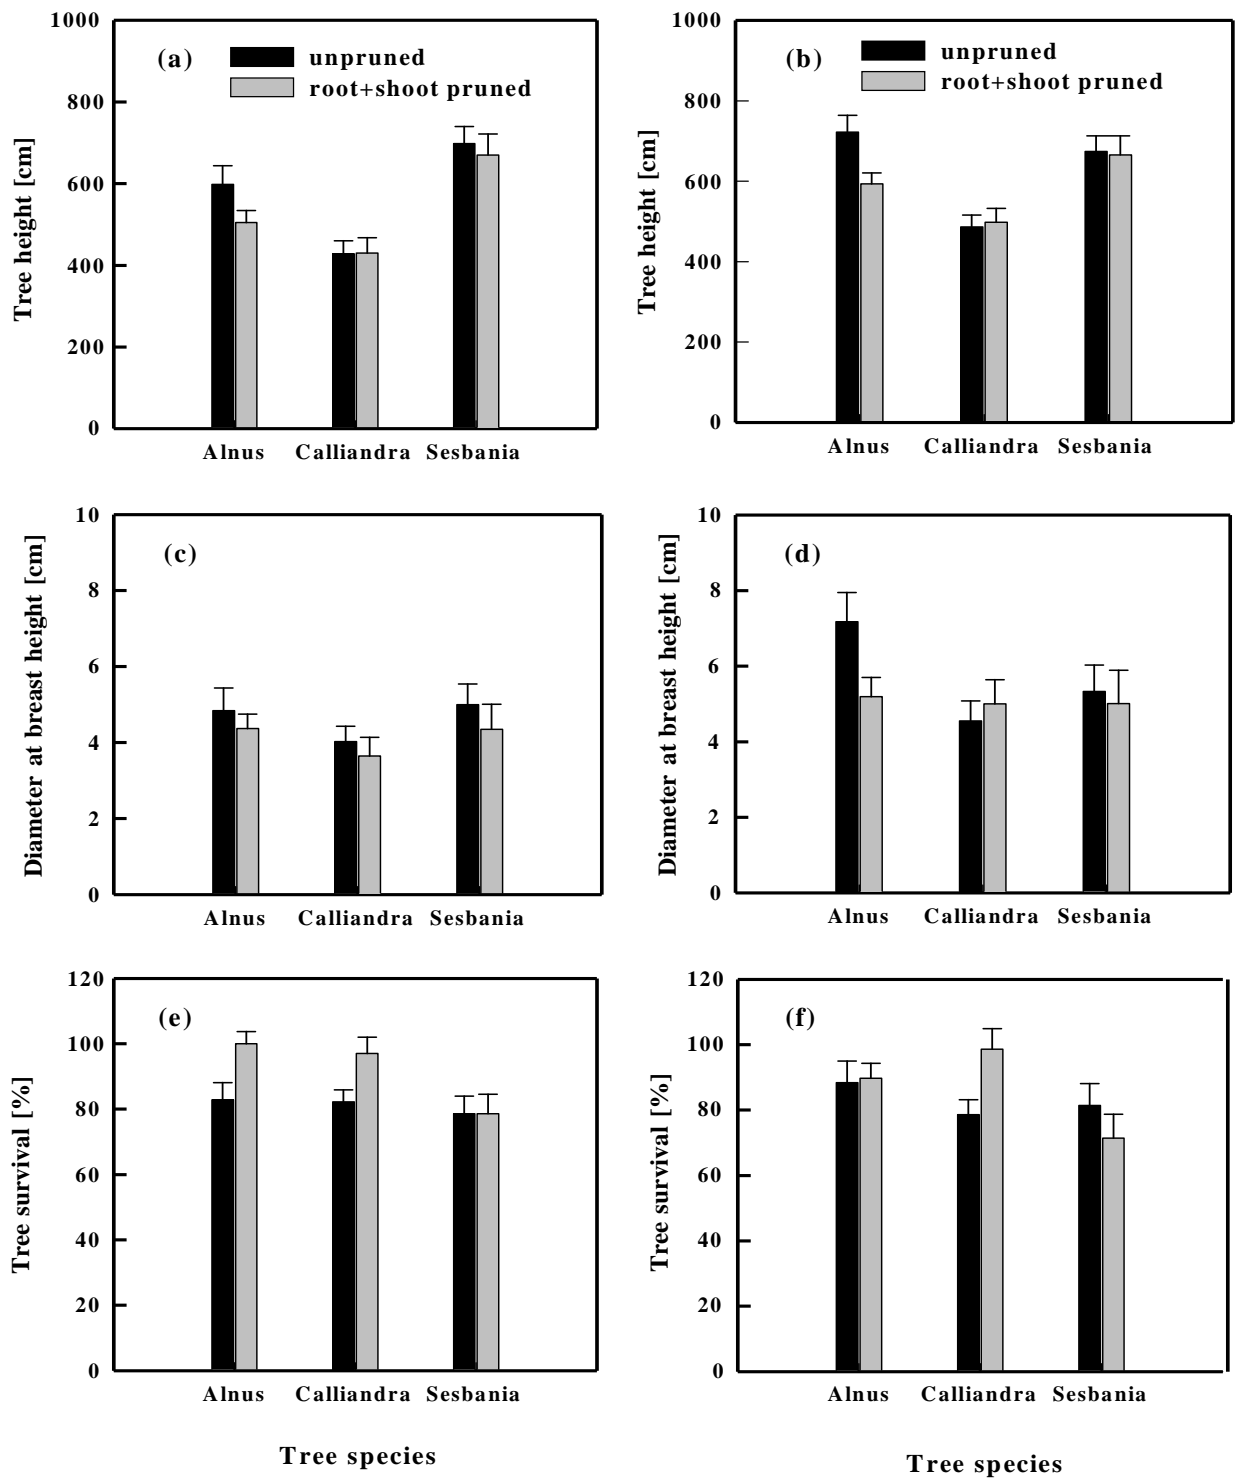 1000
800
600
400
200
0
Tree height [cm]
(a)
unpruned
root+shoot pruned
Alnus Calliandra Sesbania
1000
800
600
400
200
0
Tree height [cm]
(b)
unpruned
root+shoot pruned
Alnus Calliandra Sesbania
10
8
6
4
2
0
Diameter at breast height [cm]
(c)
Alnus Calliandra Sesbania
10
8
6
4
2
0
Diameter at breast height [cm]
(d)
Alnus Calliandra Sesbania
120
100
80
60
40
20
0
Tree survival [%]
(e)
Alnus Calliandra Sesbania
Tree species
120
100
80
60
40
20
0
Tree survival [%]
(f)
Alnus Calliandra Sesbania
Tree species